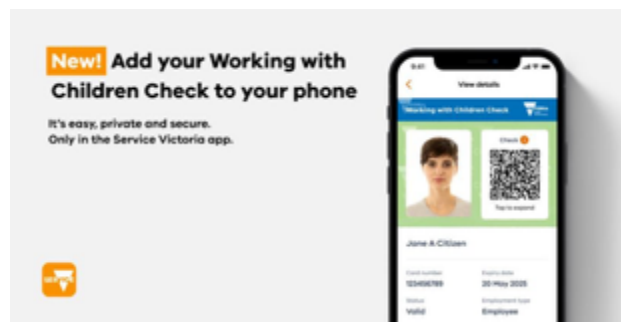 New! Add your Working with
Children Check to your phone
It's easy, private and secure.
Only in the Service Victoria app.
9:41
View details
Working with Children Check
Check
Tap to expand
Jane A Citizen
Card number
Expiry date
123456789
20 May 2025
Status
Employment type
Valid
Employee